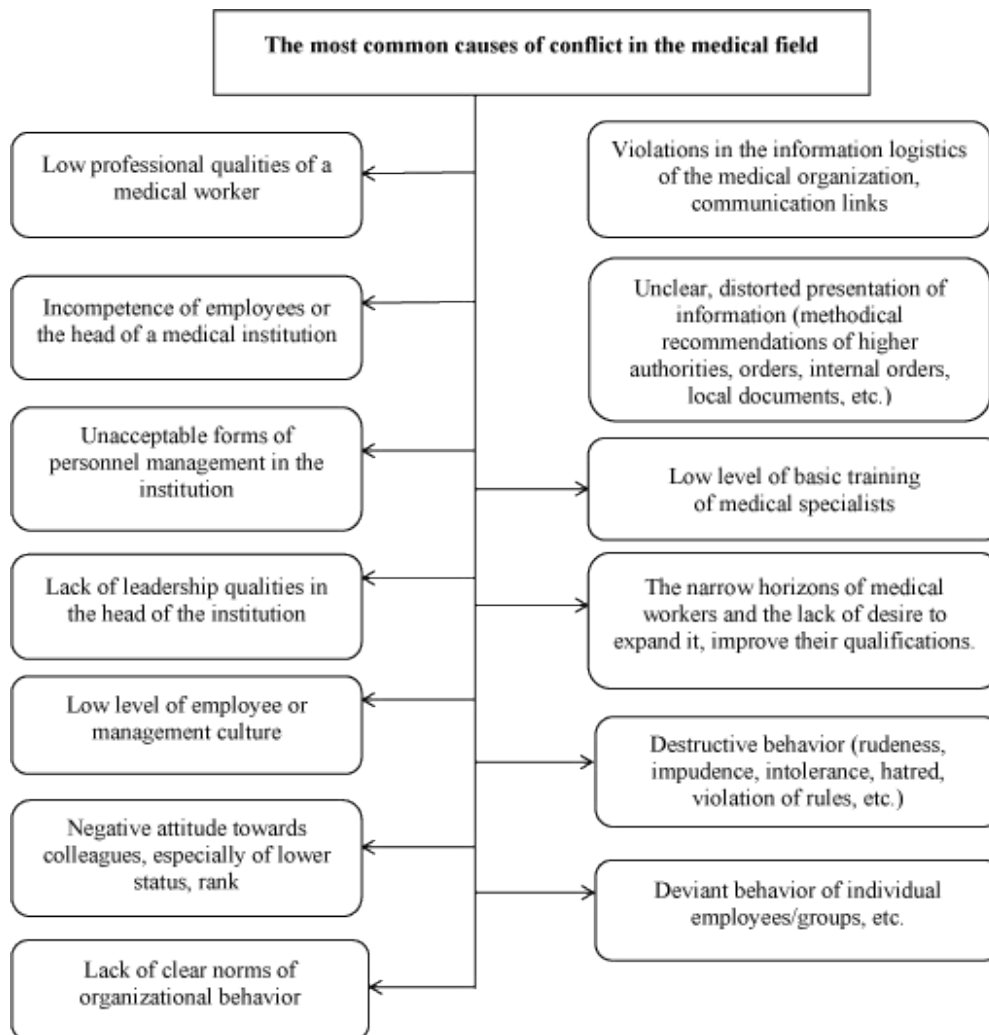 The most common causes of conflict in the medical field
Low professional qualities of a
medical worker
Incompetence of employees or
the head of a medical institution
Unacceptable forms of
personnel management in the
institution
Lack of leadership qualities in
the head of the institution
Low level of employee or
management culture
Negative attitude towards
colleagues, especially of lower
status, rank
Lack of clear norms of
organizational behavior
Violations in the information logistics
of the medical organization,
communication links
Unclear, distorted presentation of
information (methodical
recommendations of higher
authorities, orders, internal orders,
local documents, etc.)
Low level of basic training
of medical specialists
The narrow horizons of medical
workers and the lack of desire to
expand it, improve their qualifications.
Destructive behavior (rudeness,
impudence, intolerance, hatred,
violation of rules, etc.)
Deviant behavior of individual
employees/groups, etc.